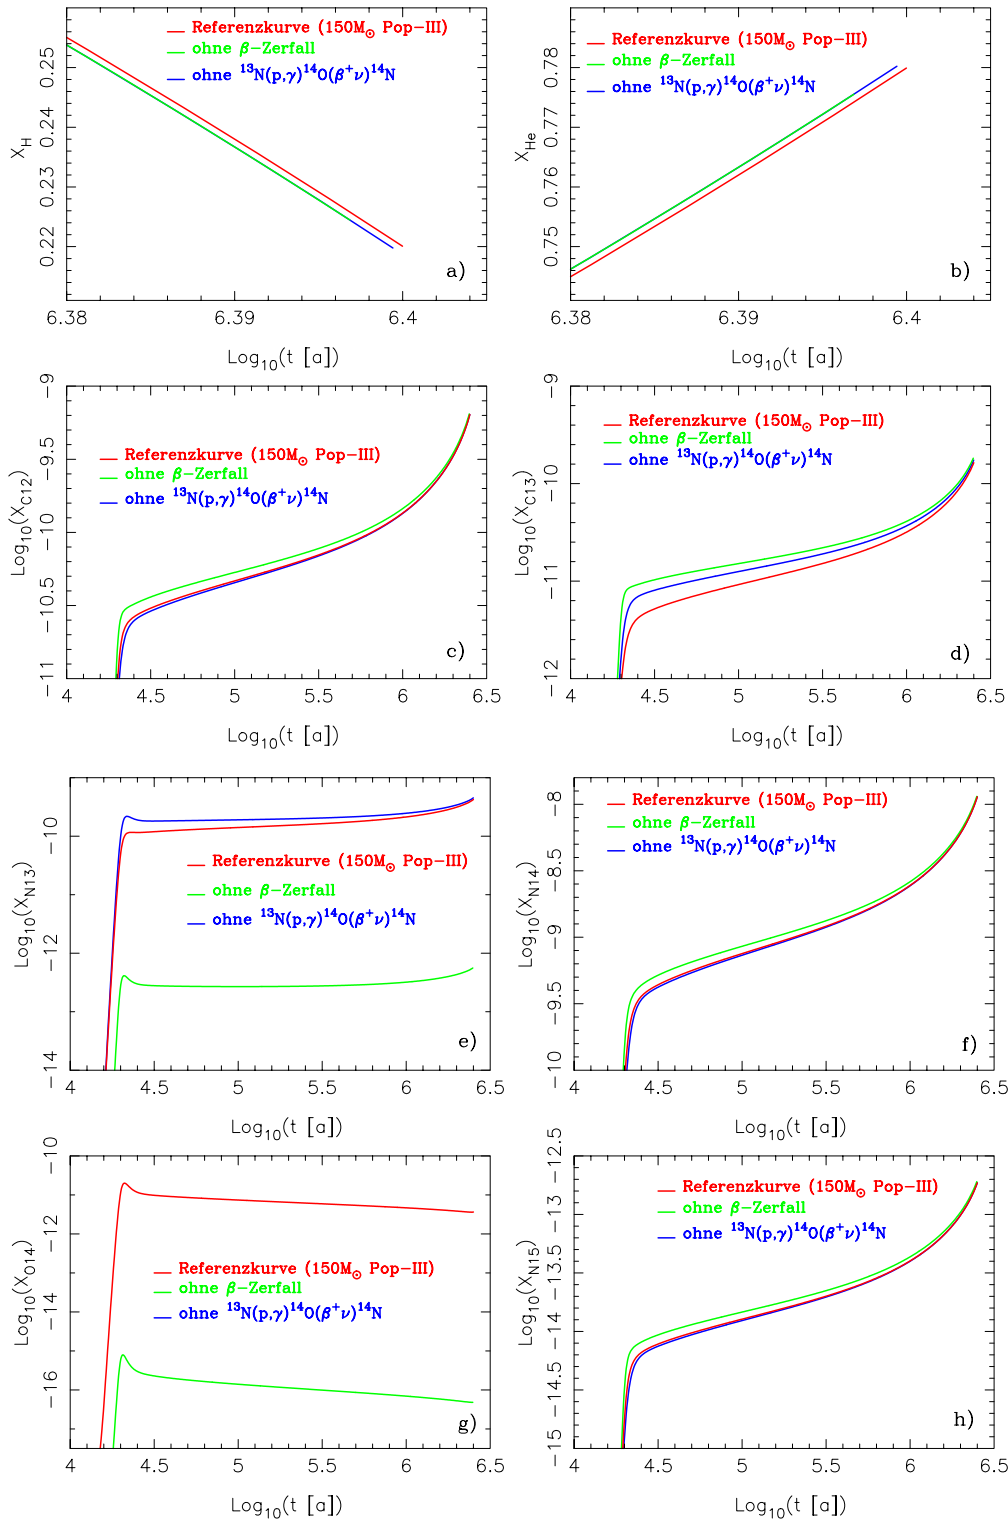 Referenzkurve (150M☉ Pop−III)
ohne β−Zerfall
ohne ¹³N(p,γ)¹⁴O(β⁺ν)¹⁴N
X_H
0.25
0.24
0.23
0.22
a)
6.38 6.39 6.4
Log₁₀(t [a])
Referenzkurve (150M☉ Pop−III)
ohne β−Zerfall
ohne ¹³N(p,γ)¹⁴O(β⁺ν)¹⁴N
X_He
0.78
0.77
0.76
0.75
b)
6.38 6.39 6.4
Log₁₀(t [a])
Referenzkurve (150M☉ Pop−III)
ohne β−Zerfall
ohne ¹³N(p,γ)¹⁴O(β⁺ν)¹⁴N
Log₁₀(X_C12)
−9
−9.5
−10
−10.5
−11
c)
4 4.5 5 5.5 6 6.5
Log₁₀(t [a])
Referenzkurve (150M☉ Pop−III)
ohne β−Zerfall
ohne ¹³N(p,γ)¹⁴O(β⁺ν)¹⁴N
Log₁₀(X_C13)
−9
−10
−11
−12
d)
4 4.5 5 5.5 6 6.5
Log₁₀(t [a])
Referenzkurve (150M☉ Pop−III)
ohne β−Zerfall
ohne ¹³N(p,γ)¹⁴O(β⁺ν)¹⁴N
Log₁₀(X_N13)
−10
−12
−14
e)
4 4.5 5 5.5 6 6.5
Log₁₀(t [a])
Referenzkurve (150M☉ Pop−III)
ohne β−Zerfall
ohne ¹³N(p,γ)¹⁴O(β⁺ν)¹⁴N
Log₁₀(X_N14)
−8
−8.5
−9
−9.5
−10
f)
4 4.5 5 5.5 6 6.5
Log₁₀(t [a])
Referenzkurve (150M☉ Pop−III)
ohne β−Zerfall
ohne ¹³N(p,γ)¹⁴O(β⁺ν)¹⁴N
Log₁₀(X_O14)
−10
−12
−14
−16
g)
4 4.5 5 5.5 6 6.5
Log₁₀(t [a])
Referenzkurve (150M☉ Pop−III)
ohne β−Zerfall
ohne ¹³N(p,γ)¹⁴O(β⁺ν)¹⁴N
Log₁₀(X_N15)
−12.5
−13
−13.5
−14
−14.5
−15
h)
4 4.5 5 5.5 6 6.5
Log₁₀(t [a])